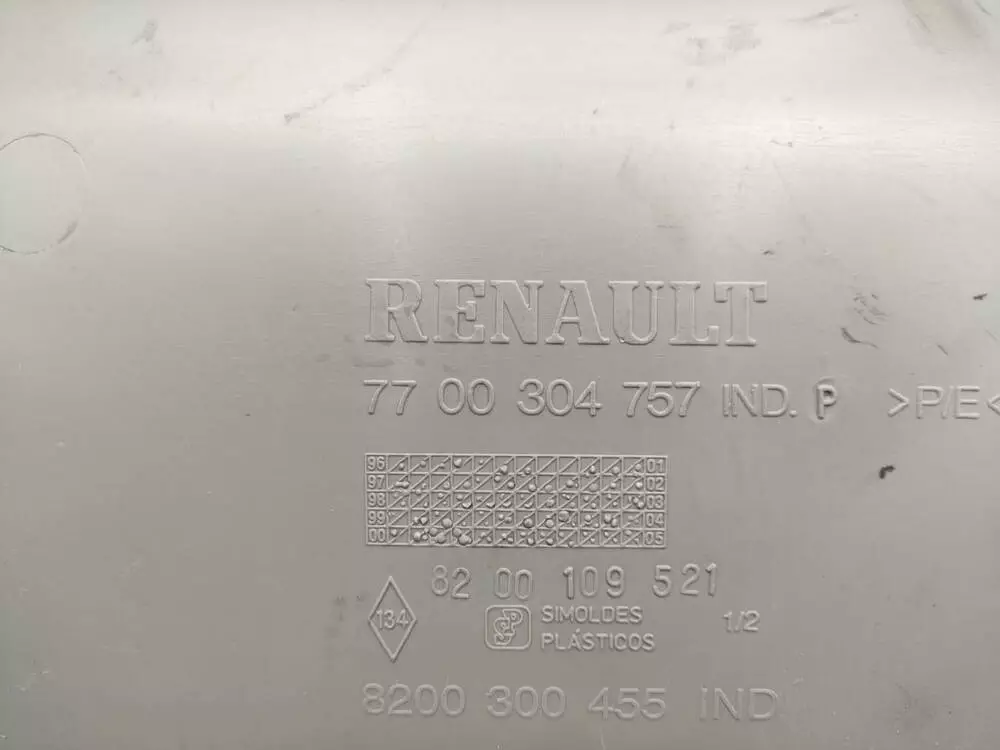 RENAULT
77 00 304 757 IND. P >P/E<
96 01
97 02
98 03
99 04
00 05
82 00 109 521
134 SP SIMOLDES 1/2
PLÁSTICOS
8200 300 455 IND